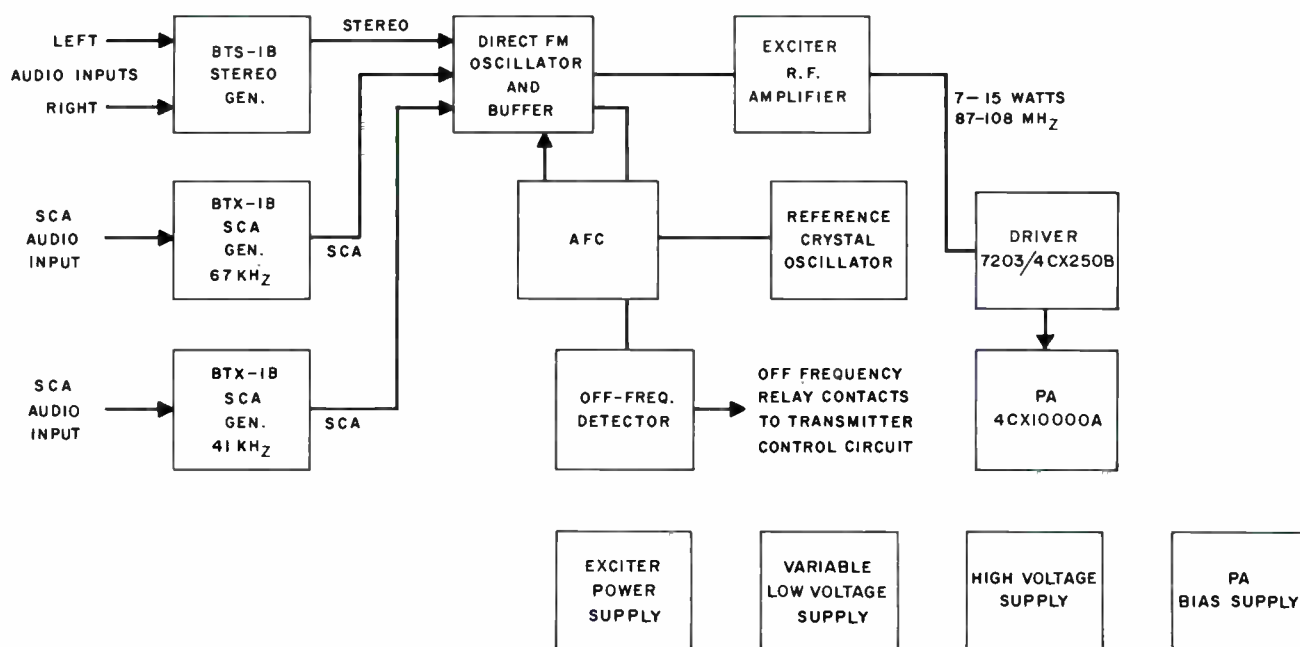 LEFT
AUDIO INPUTS
RIGHT
BTS-1B
STEREO
GEN.
STEREO
DIRECT FM
OSCILLATOR
AND
BUFFER
EXCITER
R.F.
AMPLIFIER
7-15 WATTS
87-108 MHZ
SCA
AUDIO
INPUT
BTX-1B
SCA
GEN.
67 KHZ
SCA
AFC
REFERENCE
CRYSTAL
OSCILLATOR
DRIVER
7203/4CX250B
SCA
AUDIO
INPUT
BTX-1B
SCA
GEN.
41 KHZ
SCA
OFF-FREQ.
DETECTOR
OFF FREQUENCY
RELAY CONTACTS
TO TRANSMITTER
CONTROL CIRCUIT
PA
4CX10000A
EXCITER
POWER
SUPPLY
VARIABLE
LOW VOLTAGE
SUPPLY
HIGH VOLTAGE
SUPPLY
PA
BIAS SUPPLY